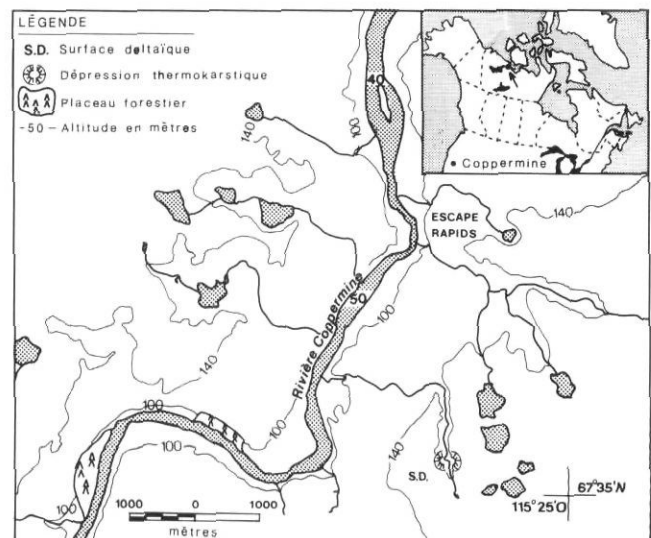 LÉGENDE
S.D. Surface deltaïque
Dépression thermokarstique
Placeau forestier
-50- Altitude en mètres
40
100
140
Coppermine
140
ESCAPE
RAPIDS
Rivière Coppermine
50
100
140
100
100
100
100
140
S.D.
1000 0 1000
mètres
67°35'N
115°25'O